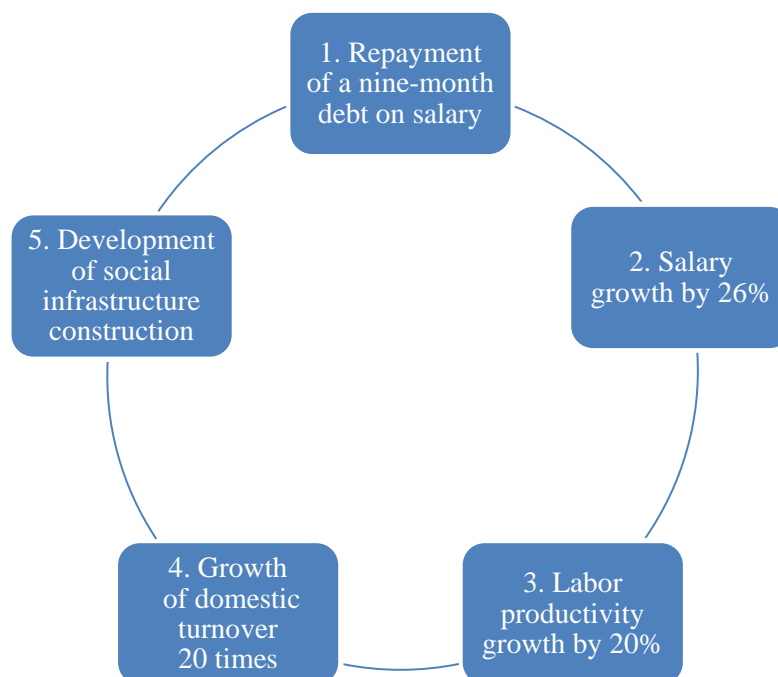 1. Repayment
of a nine-month
debt on salary
2. Salary
growth by 26%
3. Labor
productivity
growth by 20%
4. Growth
of domestic
turnover
20 times
5. Development
of social
infrastructure
construction